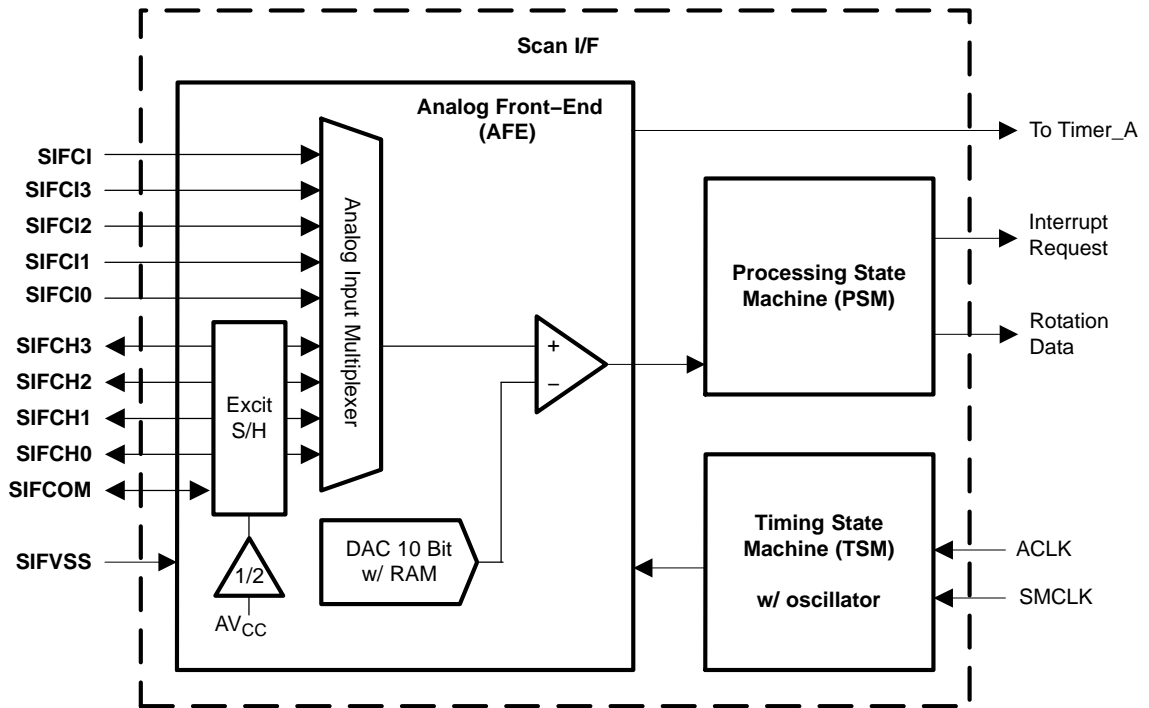 Scan I/F
Analog Front−End
(AFE)
To Timer_A
SIFCI
SIFCI3
SIFCI2
SIFCI1
SIFCI0
SIFCH3
SIFCH2
SIFCH1
SIFCH0
SIFCOM
SIFVSS
Analog Input Multiplexer
Excit
S/H
1/2
AVCC
+
−
DAC 10 Bit
w/ RAM
Processing State
Machine (PSM)
Interrupt
Request
Rotation
Data
Timing State
Machine (TSM)
w/ oscillator
ACLK
SMCLK